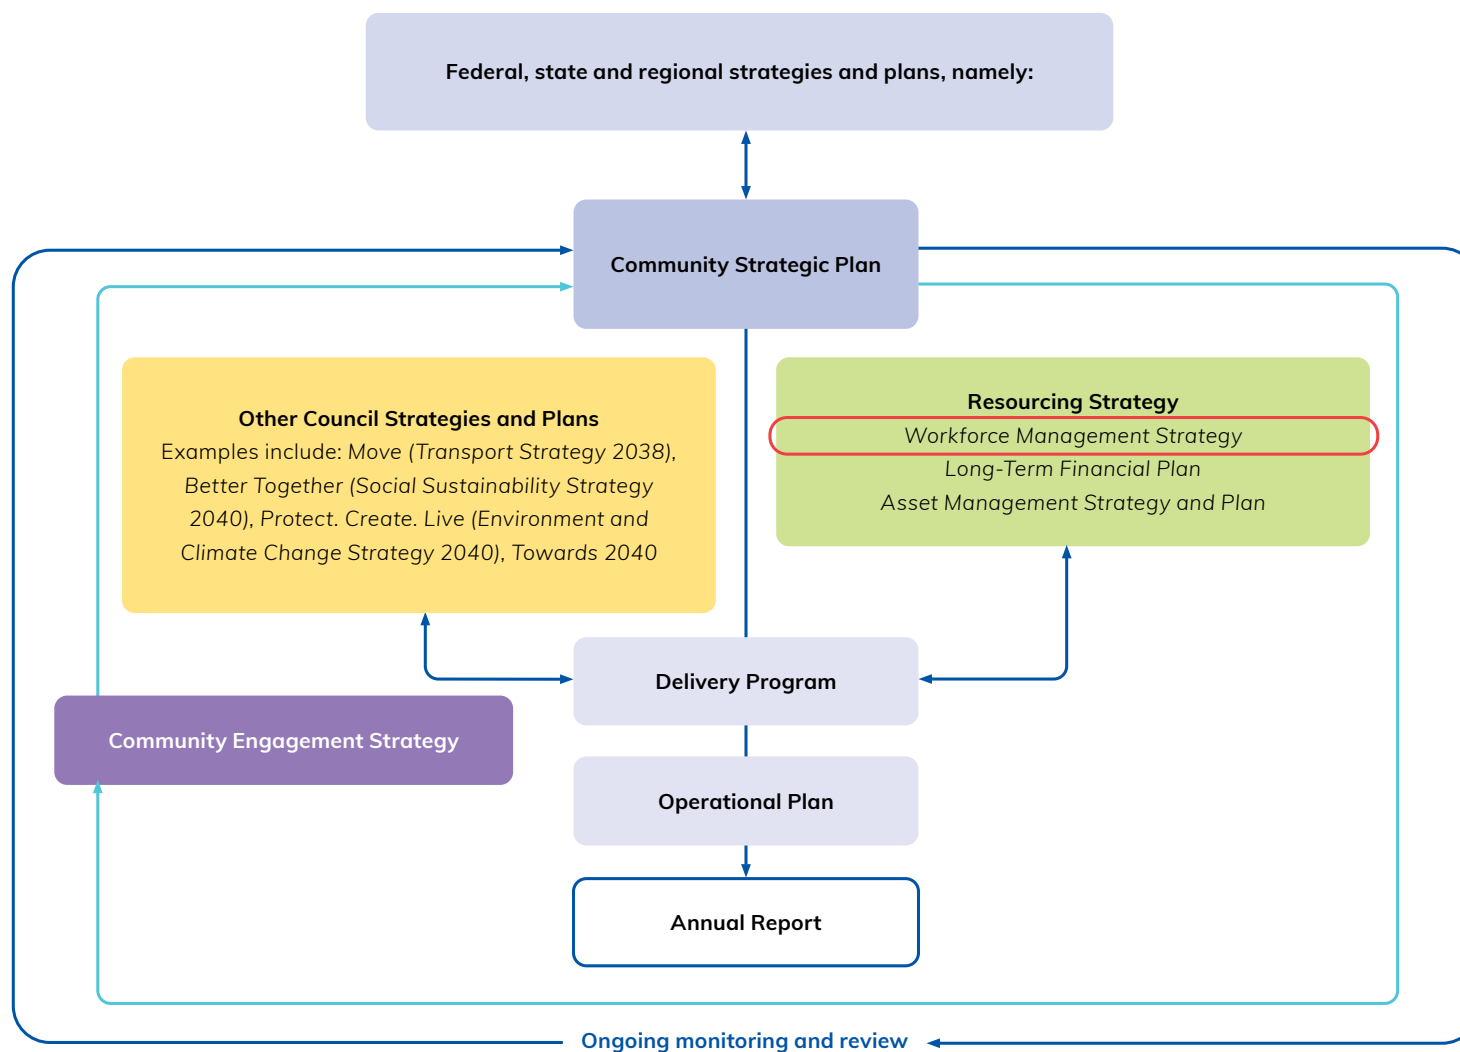 Federal, state and regional strategies and plans, namely:
Community Strategic Plan
Other Council Strategies and Plans
Examples include: Move (Transport Strategy 2038),
Better Together (Social Sustainability Strategy
2040), Protect. Create. Live (Environment and
Climate Change Strategy 2040), Towards 2040
Resourcing Strategy
Workforce Management Strategy
Long-Term Financial Plan
Asset Management Strategy and Plan
Delivery Program
Community Engagement Strategy
Operational Plan
Annual Report
Ongoing monitoring and review